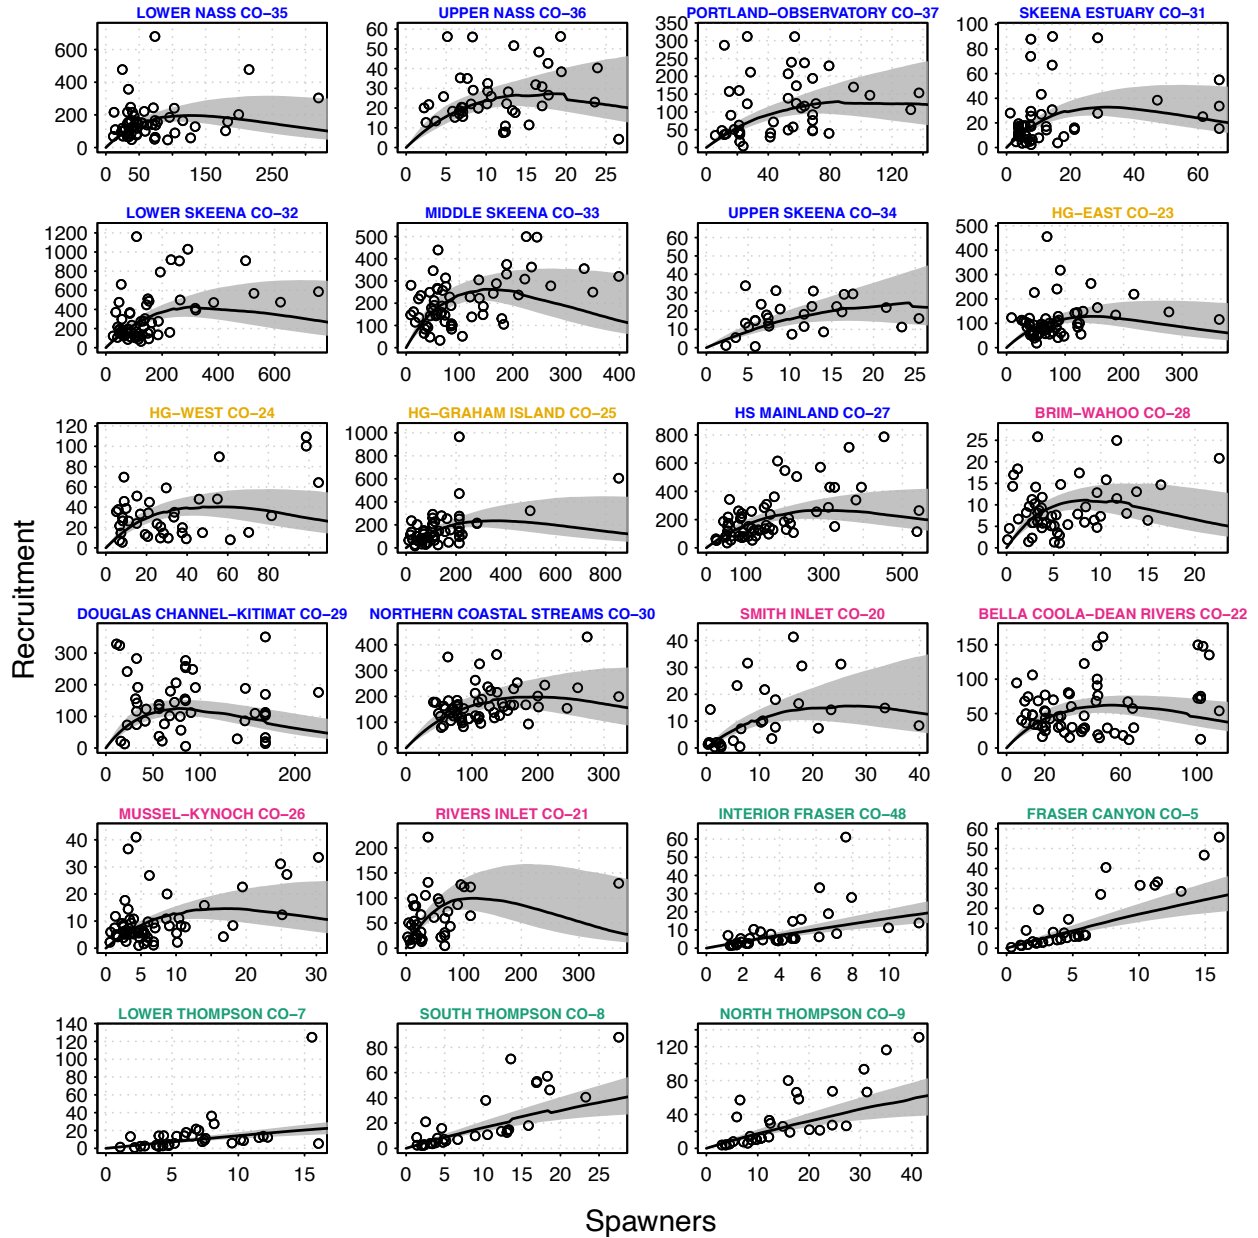 LOWER NASS CO−35
UPPER NASS CO−36
PORTLAND−OBSERVATORY CO−37
SKEENA ESTUARY CO−31
0 200 400 600
0 10 20 30 40 50 60
0 50 100 150 200 250 300 350
0 20 40 60 80 100
0 50 150 250
0 5 10 15 20 25
0 40 80 120
0 20 40 60
LOWER SKEENA CO−32
MIDDLE SKEENA CO−33
UPPER SKEENA CO−34
HG−EAST CO−23
0 200 400 600 800 1000 1200
0 100 200 300 400 500
0 10 20 30 40 50 60
0 100 200 300 400 500
0 200 400 600
0 100 200 300 400
0 5 10 15 20 25
0 100 200 300
HG−WEST CO−24
HG−GRAHAM ISLAND CO−25
HS MAINLAND CO−27
BRIM−WAHOO CO−28
0 20 40 60 80 100 120
0 200 400 600 800 1000
0 200 400 600 800
0 5 10 15 20 25
0 20 40 60 80
0 200 400 600 800
0 100 300 500
0 5 10 15 20
DOUGLAS CHANNEL−KITIMAT CO−29
NORTHERN COASTAL STREAMS CO−30
SMITH INLET CO−20
BELLA COOLA−DEAN RIVERS CO−22
0 100 200 300
0 100 200 300 400
0 10 20 30 40
0 50 100 150
0 50 100 200
0 100 200 300
0 10 20 30 40
0 20 40 60 100
MUSSEL−KYNOCH CO−26
RIVERS INLET CO−21
INTERIOR FRASER CO−48
FRASER CANYON CO−5
0 10 20 30 40
0 50 100 150 200
0 10 20 30 40 50 60
0 10 20 30 40 50 60
0 10 20 30
0 100 200 300
0 2 4 6 8 10
0 5 10 15
LOWER THOMPSON CO−7
SOUTH THOMPSON CO−8
NORTH THOMPSON CO−9
0 20 40 60 80 100 120 140
0 20 40 60 80
0 40 80 120
0 5 10 15
0 5 10 15 20 25
0 10 20 30 40
Recruitment
Spawners